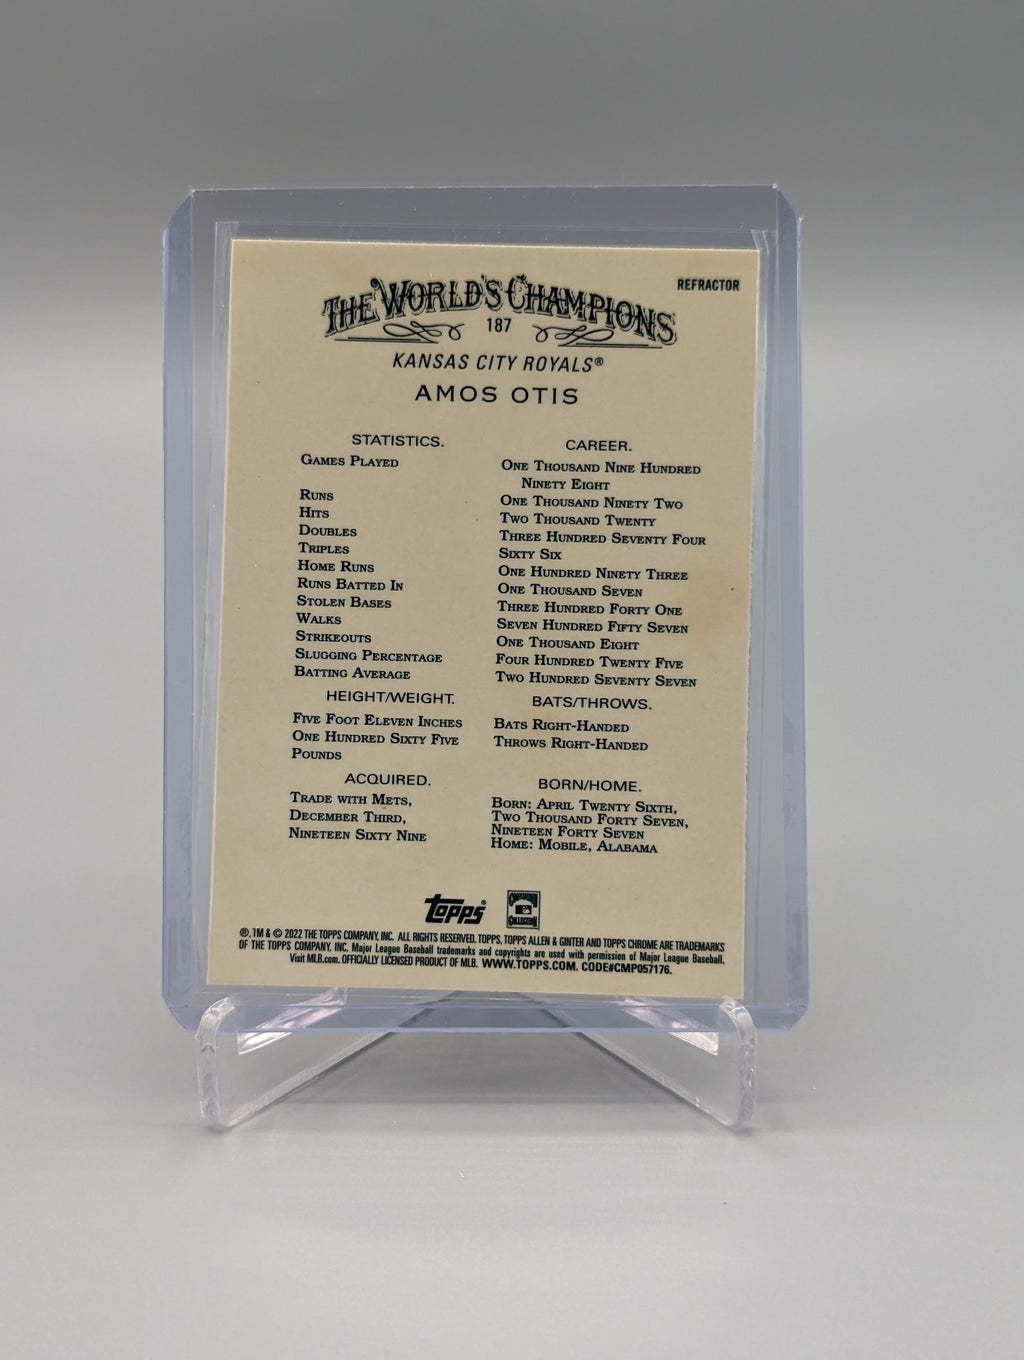 REFRACTOR
THE WORLD'S CHAMPIONS
187
KANSAS CITY ROYALS®
AMOS OTIS
STATISTICS. CAREER.
GAMES PLAYED ONE THOUSAND NINE HUNDRED
NINETY EIGHT
RUNS ONE THOUSAND NINETY TWO
HITS TWO THOUSAND TWENTY
DOUBLES THREE HUNDRED SEVENTY FOUR
TRIPLES SIXTY SIX
HOME RUNS ONE HUNDRED NINETY THREE
RUNS BATTED IN ONE THOUSAND SEVEN
STOLEN BASES THREE HUNDRED FORTY ONE
WALKS SEVEN HUNDRED FIFTY SEVEN
STRIKEOUTS ONE THOUSAND EIGHT
SLUGGING PERCENTAGE FOUR HUNDRED TWENTY FIVE
BATTING AVERAGE TWO HUNDRED SEVENTY SEVEN
HEIGHT/WEIGHT. BATS/THROWS.
FIVE FOOT ELEVEN INCHES BATS RIGHT-HANDED
ONE HUNDRED SIXTY FIVE THROWS RIGHT-HANDED
POUNDS
ACQUIRED. BORN/HOME.
TRADE WITH METS, BORN: APRIL TWENTY SIXTH,
DECEMBER THIRD, TWO THOUSAND FORTY SEVEN,
NINETEEN SIXTY NINE NINETEEN FORTY SEVEN
HOME: MOBILE, ALABAMA
Topps® COOPERSTOWN COLLECTION
®, TM & © 2022 THE TOPPS COMPANY, INC. ALL RIGHTS RESERVED. TOPPS, TOPPS ALLEN & GINTER AND TOPPS CHROME ARE TRADEMARKS
OF THE TOPPS COMPANY, INC. Major League Baseball trademarks and copyrights are used with permission of Major League Baseball.
Visit MLB.com. OFFICIALLY LICENSED PRODUCT OF MLB. WWW.TOPPS.COM. CODE#CMP057176.